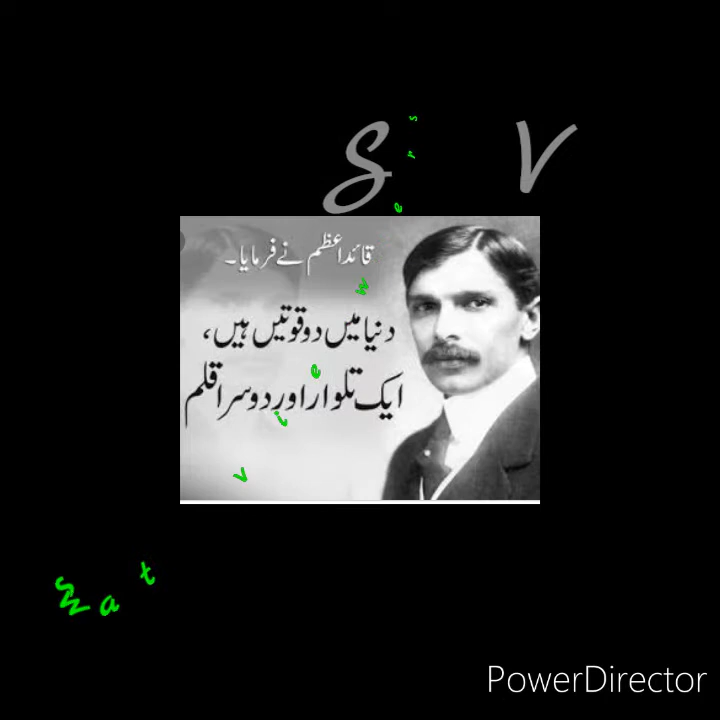 S V
قائداعظم نے فرمایا۔
دنیا میں دو قوتیں ہیں،
ایک تلوار اور دوسرا قلم
v i e w e r s
a t
PowerDirector